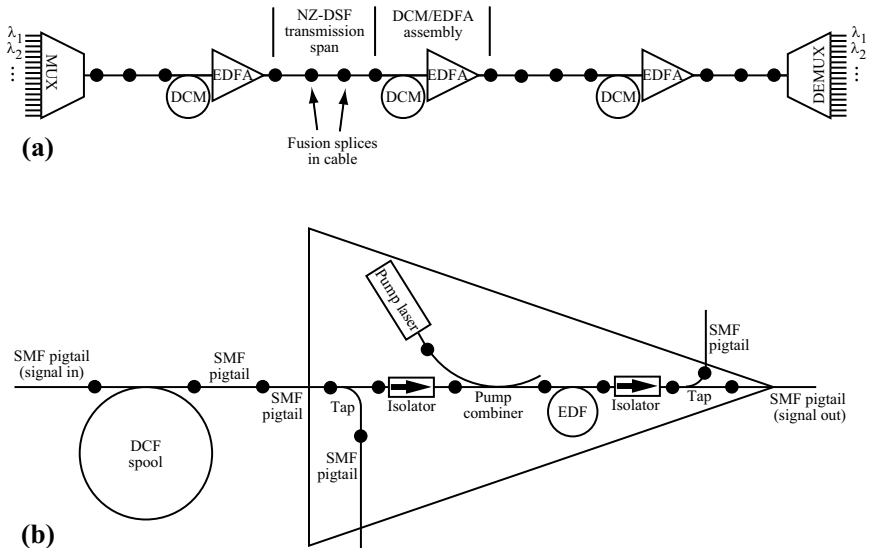 NZ-DSF
transmission
span
DCM/EDFA
assembly
λ1
λ2
⋮
MUX
DCM
EDFA
DCM
EDFA
DCM
EDFA
DEMUX
λ1
λ2
⋮
Fusion splices
in cable
(a)
Pump laser
SMF
pigtail
SMF pigtail
(signal in)
SMF
pigtail
SMF
pigtail
Tap
Isolator
Pump
combiner
EDF
Isolator
Tap
SMF pigtail
(signal out)
DCF
spool
SMF
pigtail
(b)